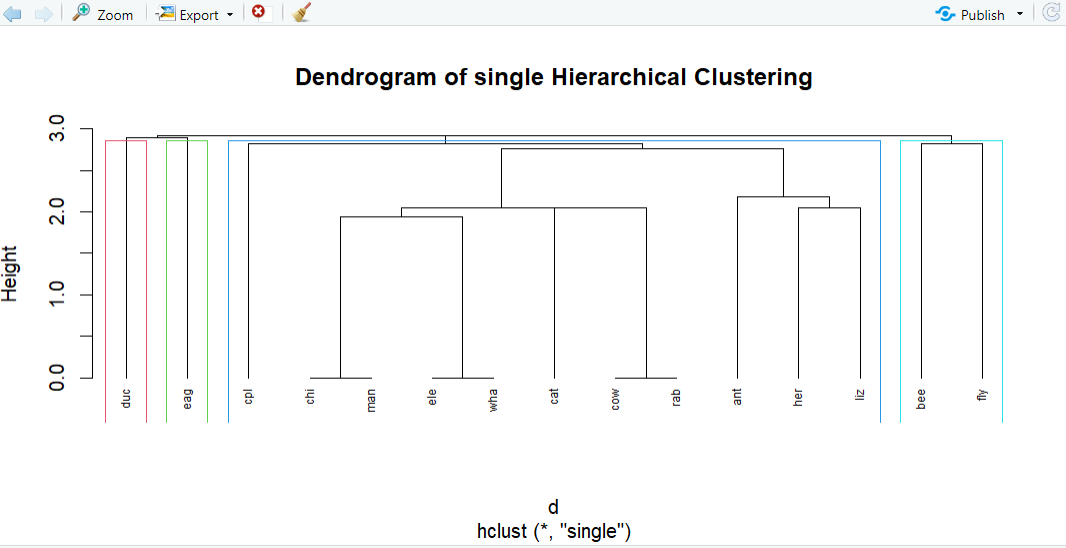 Zoom Export Publish
Dendrogram of single Hierarchical Clustering
3.0
2.0
1.0
0.0
Height
duc eag cpl chi man ele wha cat cow rab ant her liz bee fly
d
hclust (*, "single")